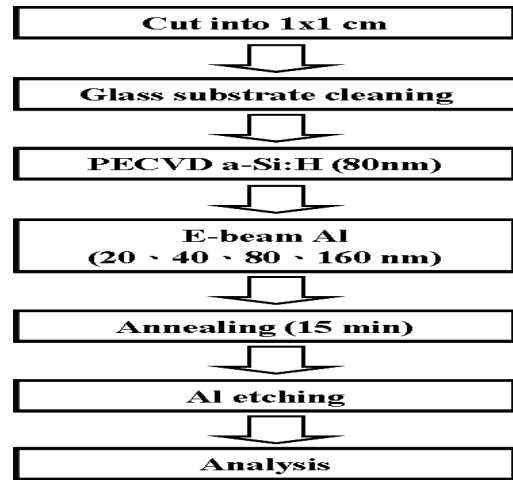 Cut into 1x1 cm
Glass substrate cleaning
PECVD a-Si:H (80nm)
E-beam Al
(20、40、80、160 nm)
Annealing (15 min)
Al etching
Analysis